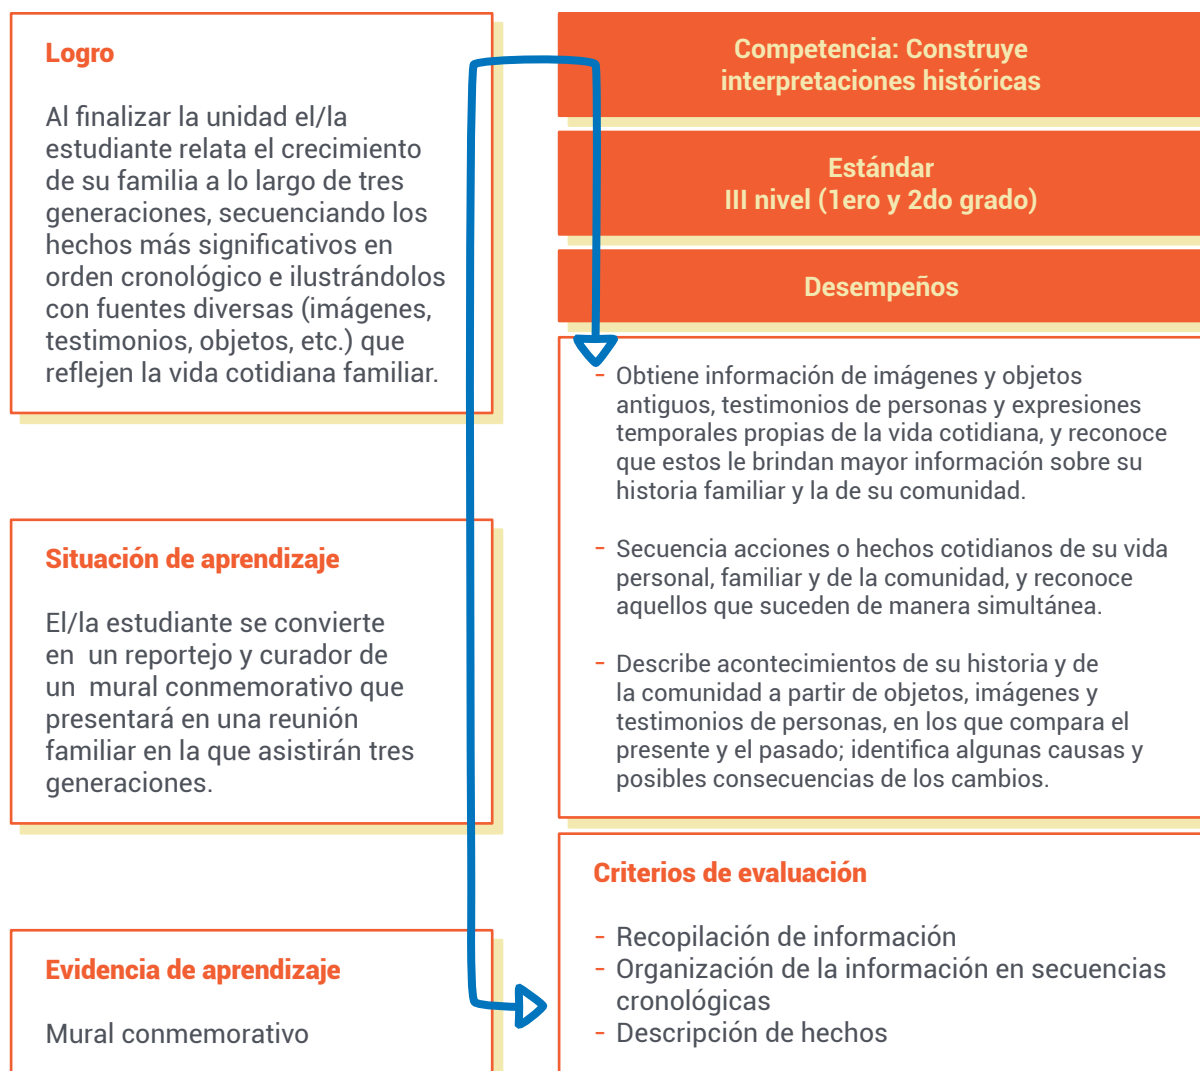 Logro
Al finalizar la unidad el/la
estudiante relata el crecimiento
de su familia a lo largo de tres
generaciones, secuenciando los
hechos más significativos en
orden cronológico e ilustrándolos
con fuentes diversas (imágenes,
testimonios, objetos, etc.) que
reflejen la vida cotidiana familiar.
Situación de aprendizaje
El/la estudiante se convierte
en un reportejo y curador de
un mural conmemorativo que
presentará en una reunión
familiar en la que asistirán tres
generaciones.
Evidencia de aprendizaje
Mural conmemorativo
Competencia: Construye
interpretaciones históricas
Estándar
III nivel (1ero y 2do grado)
Desempeños
- Obtiene información de imágenes y objetos
antiguos, testimonios de personas y expresiones
temporales propias de la vida cotidiana, y reconoce
que estos le brindan mayor información sobre su
historia familiar y la de su comunidad.
- Secuencia acciones o hechos cotidianos de su vida
personal, familiar y de la comunidad, y reconoce
aquellos que suceden de manera simultánea.
- Describe acontecimientos de su historia y de
la comunidad a partir de objetos, imágenes y
testimonios de personas, en los que compara el
presente y el pasado; identifica algunas causas y
posibles consecuencias de los cambios.
Criterios de evaluación
- Recopilación de información
- Organización de la información en secuencias
cronológicas
- Descripción de hechos